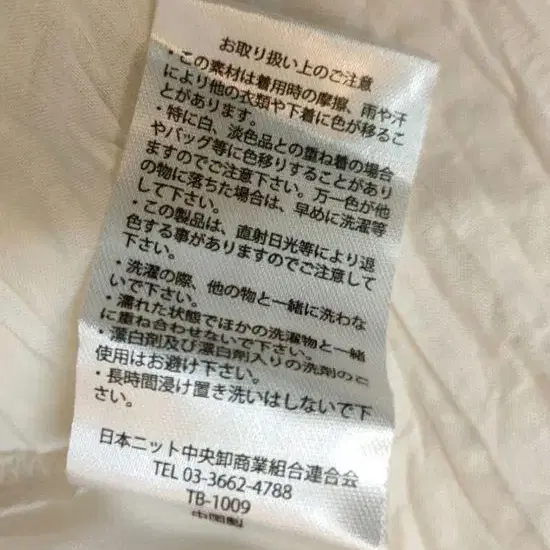 お取り扱い上のご注意
・この素材は着用時の摩擦、雨や汗
により他の衣類や下着に色が移るこ
とがあります。
・特に白、淡色品との重ね着の場合
やバッグ等に色移りすることがあり
ますのでご注意下さい。万一色が他
の物に落ちた場合は、早めに洗濯等
して下さい。
・この製品は、直射日光等により退
色する事がありますのでご注意して
下さい。
・洗濯の際、他の物と一緒に洗わな
いで下さい。
・濡れた状態でほかの洗濯物と一緒
に重ね合わせないで下さい。
・漂白剤及び漂白剤入りの洗剤のご
使用はお避け下さい。
・長時間浸け置き洗いはしないで下
さい。
日本ニット中央卸商業組合連合会
TEL 03-3662-4788
TB-1009
中国製